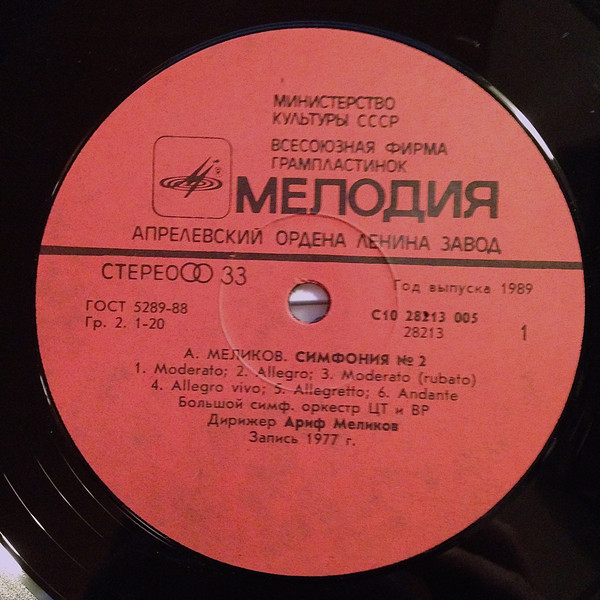 МИНИСТЕРСТВО
КУЛЬТУРЫ СССР
ВСЕСОЮЗНАЯ ФИРМА
ГРАМПЛАСТИНОК
МЕЛОДИЯ
АПРЕЛЕВСКИЙ ОРДЕНА ЛЕНИНА ЗАВОД
СТЕРЕО 33
Год выпуска 1989
ГОСТ 5289-88
Гр. 2. 1-20
С10 28213 005
28213
1
А. МЕЛИКОВ. СИМФОНИЯ № 2
1. Moderato; 2. Allegro; 3. Moderato (rubato)
4. Allegro vivo; 5. Allegretto; 6. Andante
Большой симф. оркестр ЦТ и ВР
Дирижер Ариф Меликов
Запись 1977 г.